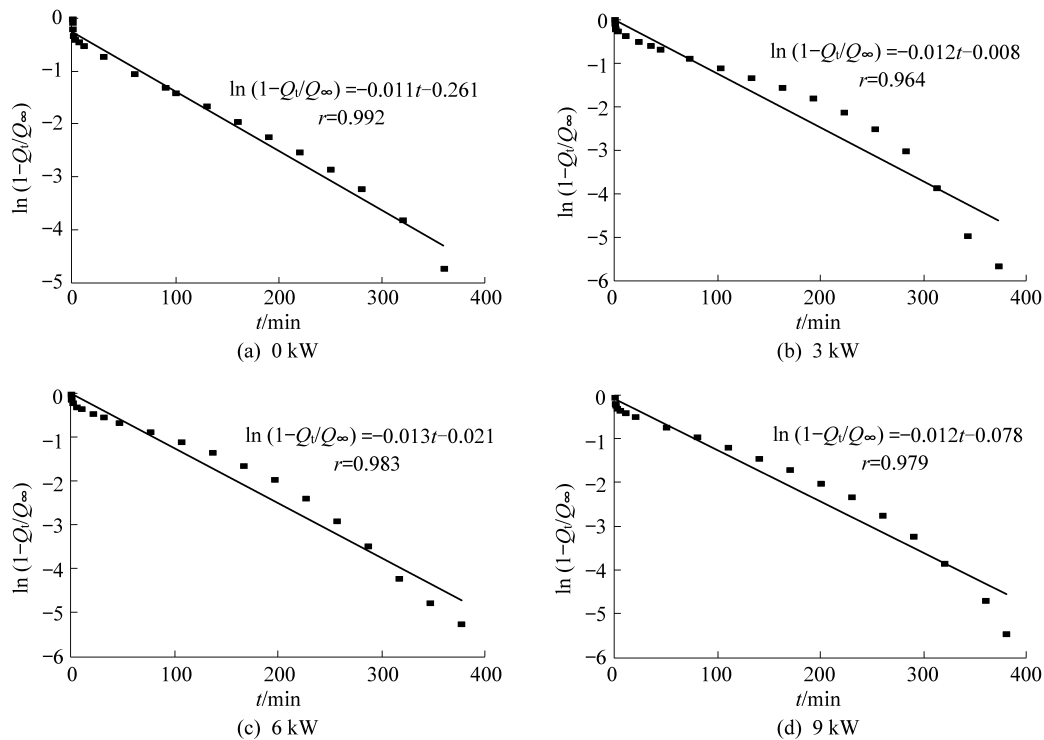 0
−1
−2
−3
−4
−5
ln (1−Qt/Q∞)
ln (1−Qt/Q∞) =−0.011t−0.261
r=0.992
0 100 200 300 400
t/min
(a) 0 kW
0
−1
−2
−3
−4
−5
−6
ln (1−Qt/Q∞)
ln (1−Qt/Q∞) =−0.012t−0.008
r=0.964
0 100 200 300 400
t/min
(b) 3 kW
0
−1
−2
−3
−4
−5
−6
ln (1−Qt/Q∞)
ln (1−Qt/Q∞) =−0.013t−0.021
r=0.983
0 100 200 300 400
t/min
(c) 6 kW
0
−1
−2
−3
−4
−5
−6
ln (1−Qt/Q∞)
ln (1−Qt/Q∞) =−0.012t−0.078
r=0.979
0 100 200 300 400
t/min
(d) 9 kW